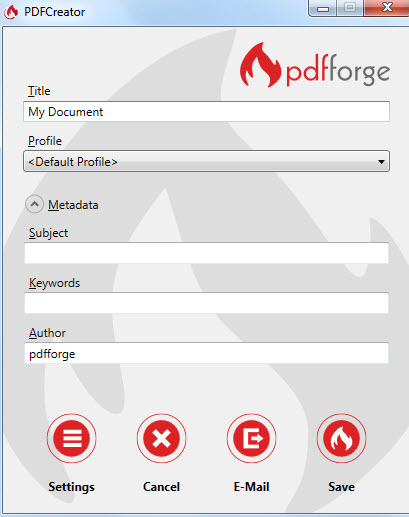 PDFCreator
pdfforge
Title
My Document
Profile
<Default Profile>
Metadata
Subject
Keywords
Author
pdfforge
Settings Cancel E-Mail Save